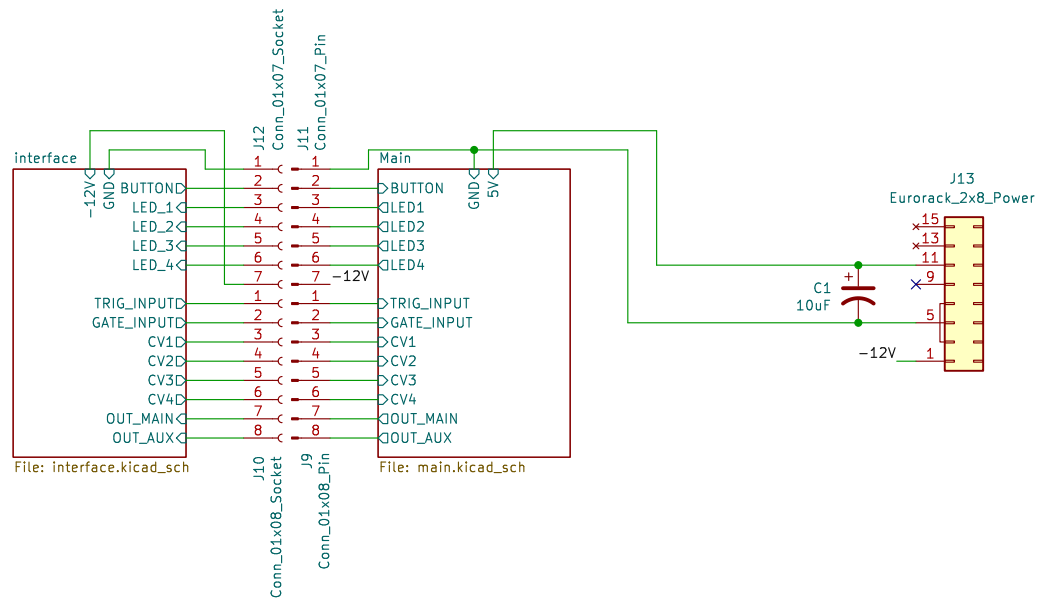 interface
-12V
GND
BUTTON
LED_1
LED_2
LED_3
LED_4
TRIG_INPUT
GATE_INPUT
CV1
CV2
CV3
CV4
OUT_MAIN
OUT_AUX
File: interface.kicad_sch
J12
Conn_01x07_Socket
1
2
3
4
5
6
7
1
2
3
4
5
6
7
8
J10
Conn_01x08_Socket
J11
Conn_01x07_Pin
1
2
3
4
5
6
7
-12V
1
2
3
4
5
6
7
8
J9
Conn_01x08_Pin
Main
GND
5V
BUTTON
LED1
LED2
LED3
LED4
TRIG_INPUT
GATE_INPUT
CV1
CV2
CV3
CV4
OUT_MAIN
OUT_AUX
File: main.kicad_sch
C1
10uF
+
J13
Eurorack_2x8_Power
15
13
11
9
5
1
-12V